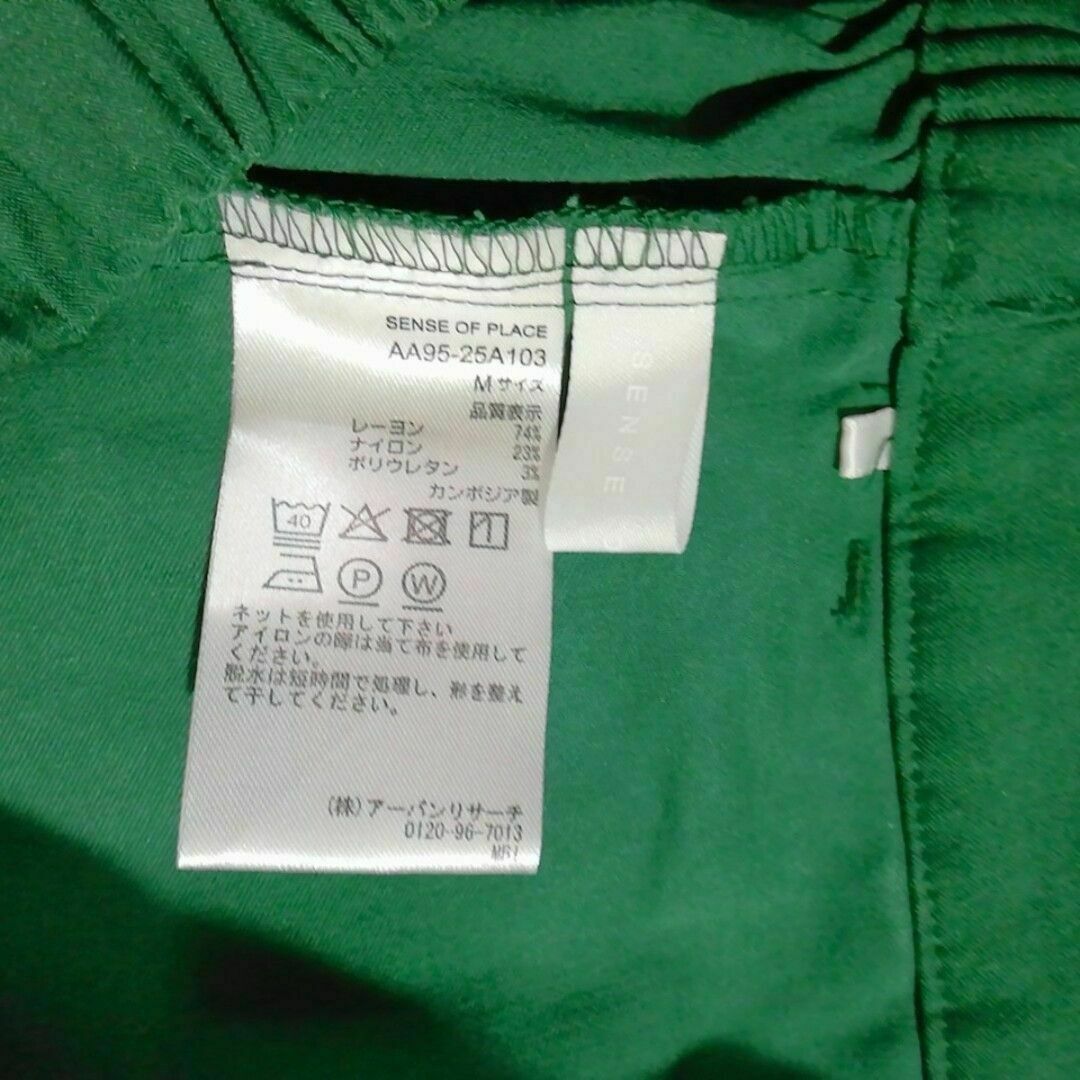 SENSE OF PLACE
AA95-25A103
Mサイズ
品質表示
レーヨン 74%
ナイロン 23%
ポリウレタン 3%
カンボジア製
40
P
W
ネットを使用して下さい
アイロンの際は当て布を使用して
ください。
脱水は短時間で処理し、形を整え
て干してください。
(株)アーバンリサーチ
0120-96-7013
SENSE